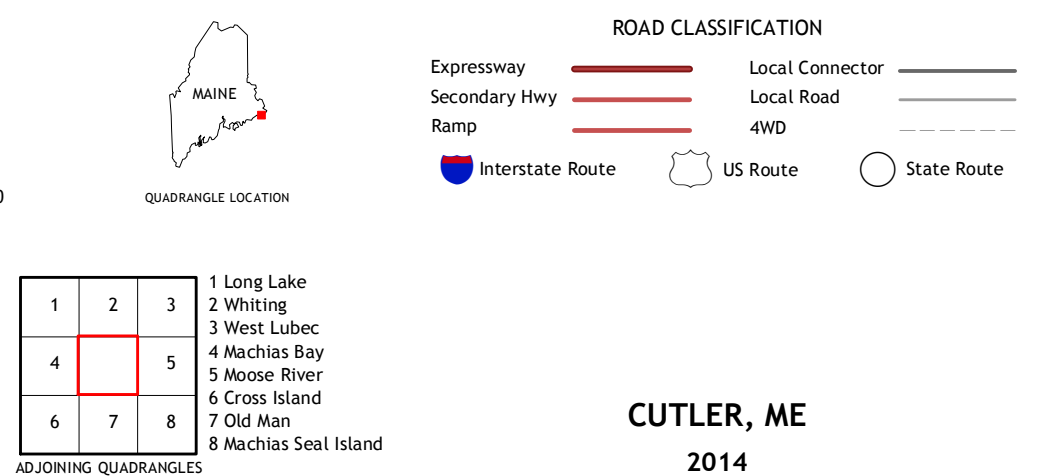 MAINE
QUADRANGLE LOCATION
0
ROAD CLASSIFICATION
Expressway
Secondary Hwy
Ramp
Local Connector
Local Road
4WD
Interstate Route
US Route
State Route
1 2 3
4 5
6 7 8
ADJOINING QUADRANGLES
1 Long Lake
2 Whiting
3 West Lubec
4 Machias Bay
5 Moose River
6 Cross Island
7 Old Man
8 Machias Seal Island
CUTLER, ME
2014